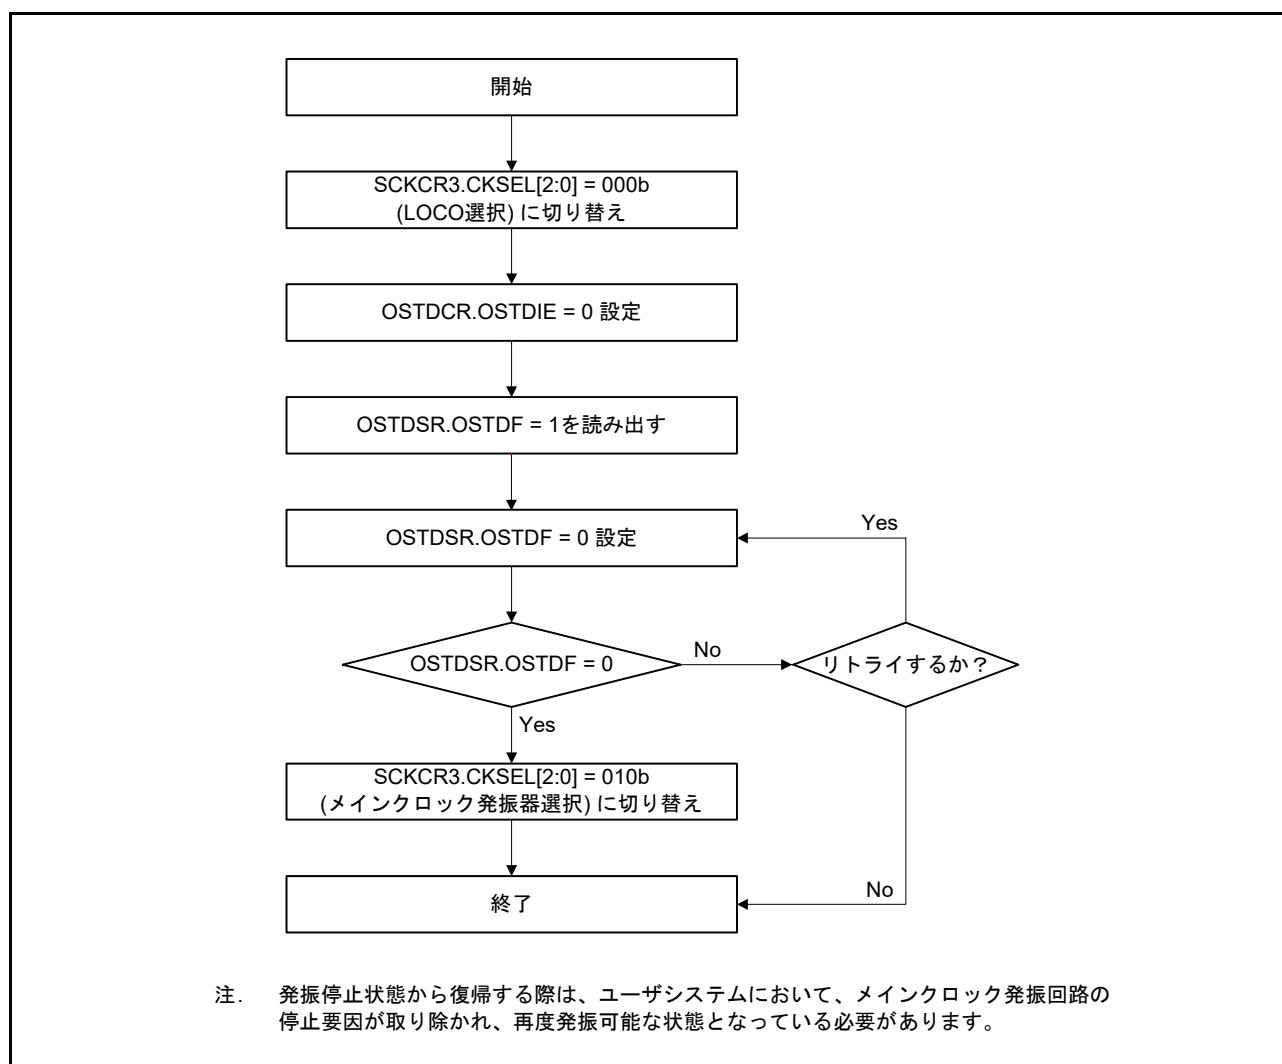 開始
SCKCR3.CKSEL[2:0] = 000b
(LOCO選択) に切り替え
OSTDCR.OSTDIE = 0 設定
OSTDSR.OSTDF = 1を読み出す
OSTDSR.OSTDF = 0 設定
Yes
OSTDSR.OSTDF = 0
No
リトライするか？
Yes
SCKCR3.CKSEL[2:0] = 010b
(メインクロック発振器選択) に切り替え
終了
No
注. 発振停止状態から復帰する際は、ユーザシステムにおいて、メインクロック発振回路の
停止要因が取り除かれ、再度発振可能な状態となっている必要があります。